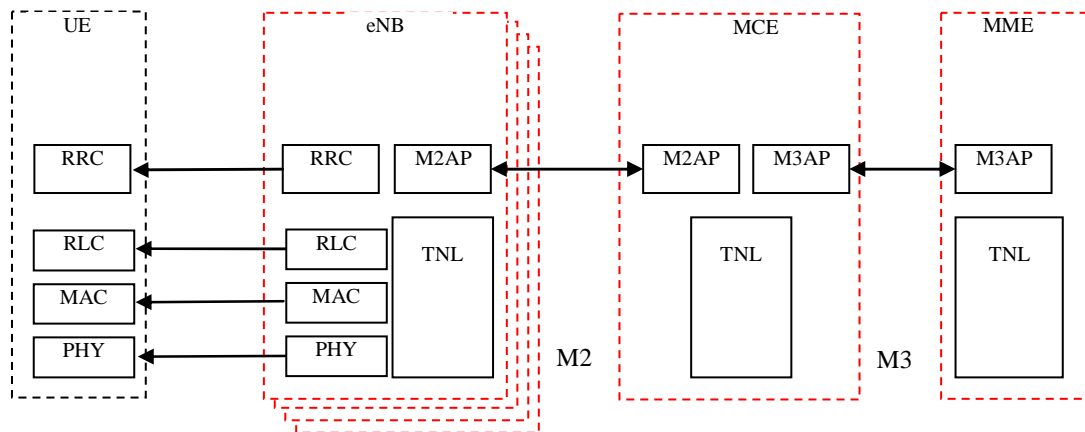 UE
eNB
MCE
MME
RRC
RRC
M2AP
M2AP
M3AP
M3AP
RLC
RLC
TNL
TNL
TNL
MAC
MAC
PHY
PHY
M2
M3